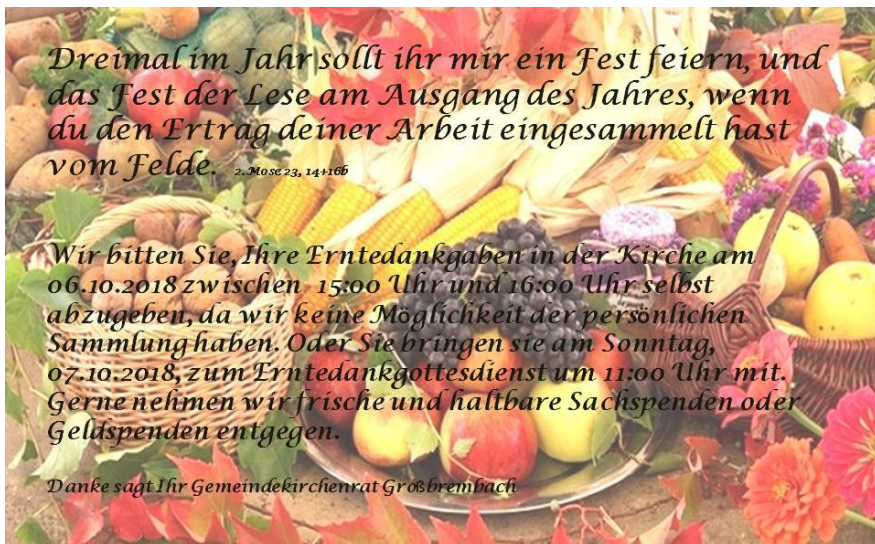 Dreimal im Jahr sollt ihr mir ein Fest feiern, und
das Fest der Lese am Ausgang des Jahres, wenn
du den Ertrag deiner Arbeit eingesammelt hast
vom Felde. 2. Mose 23, 14+16b
Wir bitten Sie, Ihre Erntedankgaben in der Kirche am
06.10.2018 zwischen 15:00 Uhr und 16:00 Uhr selbst
abzugeben, da wir keine Möglichkeit der persönlichen
Sammlung haben. Oder Sie bringen sie am Sonntag,
07.10.2018, zum Erntedankgottesdienst um 11:00 Uhr mit.
Gerne nehmen wir frische und haltbare Sachspenden oder
Geldspenden entgegen.
Danke sagt Ihr Gemeindekirchenrat Großbrembach